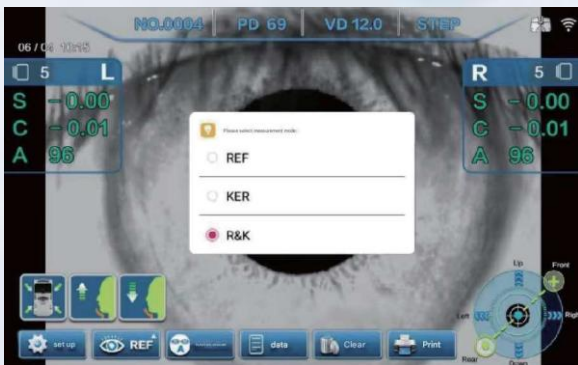 NO.0004 PD 69 VD 12.0 STEP
06 / 04 10:15
5 L
R 5
S - 0.00
C - 0.01
A 96
S - 0.00
C - 0.01
A 96
Please select measurement mode:
REF
KER
R&K
Up
Front
Left
Right
Rear
Down
set up
REF
A
data
Clear
Print